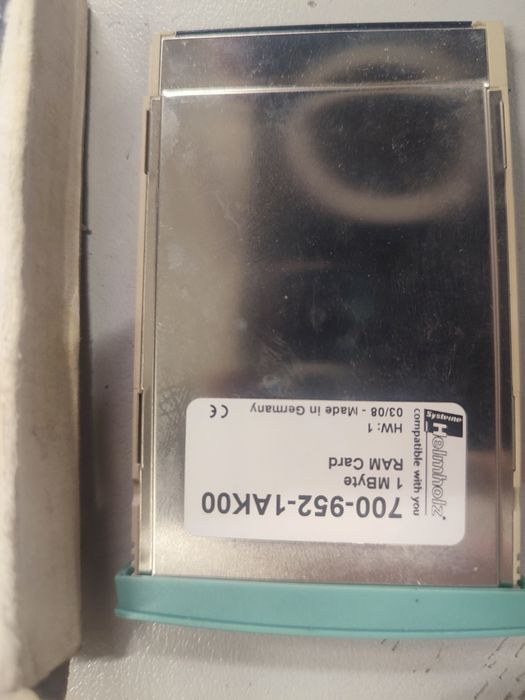 700-952-1AK00
1 MByte
RAM Card
HW: 1
03/08 - Made in Germany
CE
Systeme
Helmholz
compatible with you